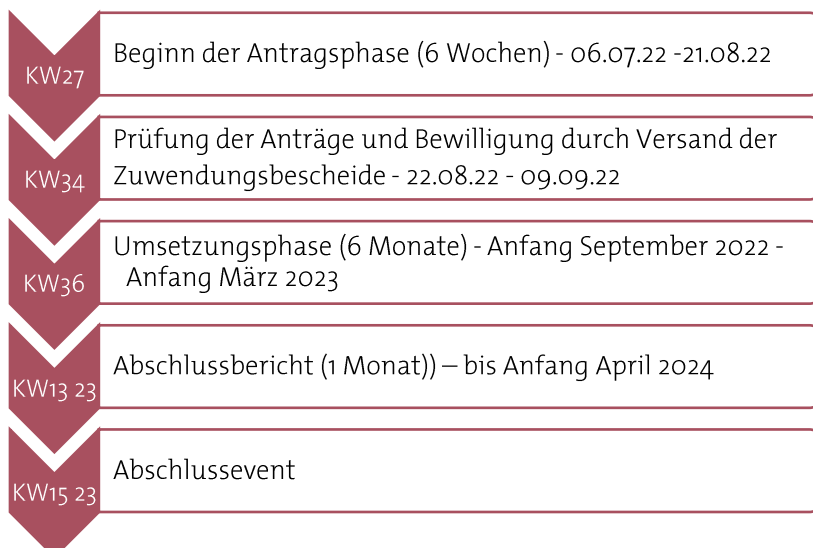 KW27
Beginn der Antragsphase (6 Wochen) - 06.07.22 -21.08.22
KW34
Prüfung der Anträge und Bewilligung durch Versand der
Zuwendungsbescheide - 22.08.22 - 09.09.22
KW36
Umsetzungsphase (6 Monate) - Anfang September 2022 -
Anfang März 2023
KW13 23
Abschlussbericht (1 Monat)) – bis Anfang April 2024
KW15 23
Abschlussevent